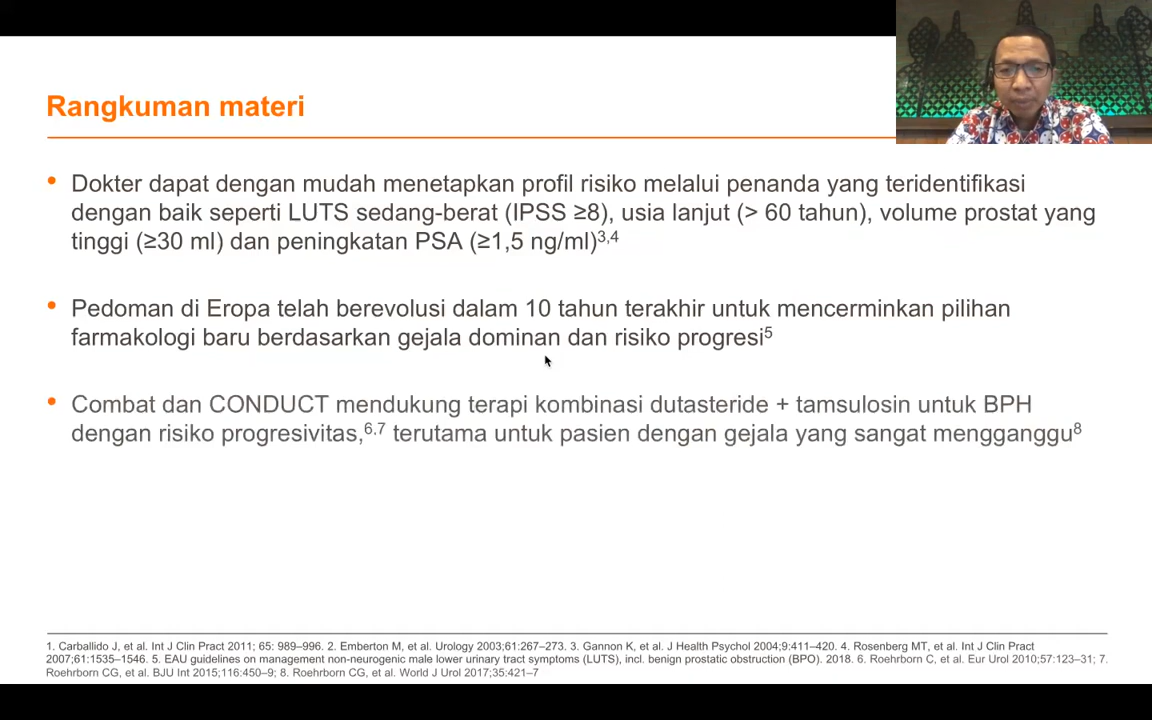 Rangkuman materi
• Dokter dapat dengan mudah menetapkan profil risiko melalui penanda yang teridentifikasi
dengan baik seperti LUTS sedang-berat (IPSS ≥8), usia lanjut (> 60 tahun), volume prostat yang
tinggi (≥30 ml) dan peningkatan PSA (≥1,5 ng/ml)3,4
• Pedoman di Eropa telah berevolusi dalam 10 tahun terakhir untuk mencerminkan pilihan
farmakologi baru berdasarkan gejala dominan dan risiko progresi5
• Combat dan CONDUCT mendukung terapi kombinasi dutasteride + tamsulosin untuk BPH
dengan risiko progresivitas,6,7 terutama untuk pasien dengan gejala yang sangat mengganggu8
1. Carballido J, et al. Int J Clin Pract 2011; 65: 989–996. 2. Emberton M, et al. Urology 2003;61:267–273. 3. Gannon K, et al. J Health Psychol 2004;9:411–420. 4. Rosenberg MT, et al. Int J Clin Pract
2007;61:1535–1546. 5. EAU guidelines on management non-neurogenic male lower urinary tract symptoms (LUTS), incl. benign prostatic obstruction (BPO). 2018. 6. Roehrborn C, et al. Eur Urol 2010;57:123–31; 7.
Roehrborn CG, et al. BJU Int 2015;116:450–9; 8. Roehrborn CG, et al. World J Urol 2017;35:421–7